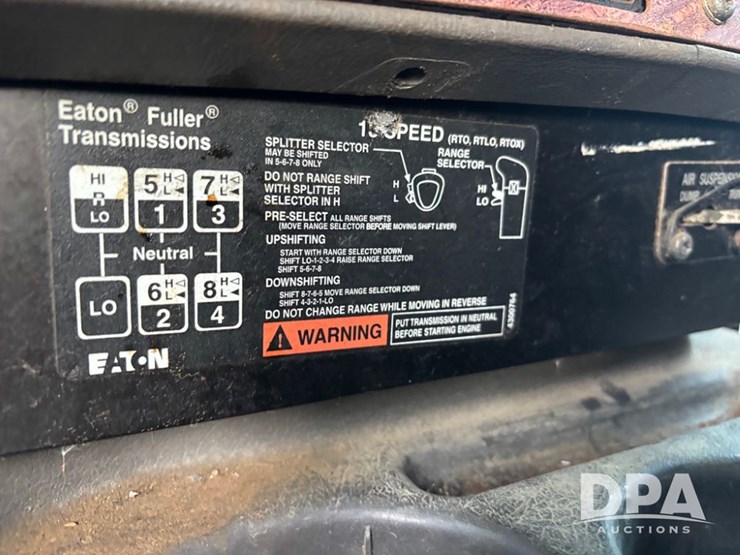 Eaton® Fuller®
Transmissions
13 SPEED (RTO, RTLO, RTOX)
SPLITTER SELECTOR
MAY BE SHIFTED
IN 5-6-7-8 ONLY
RANGE
SELECTOR
H
L
HI
LO
DO NOT RANGE SHIFT
WITH SPLITTER
SELECTOR IN H
PRE-SELECT ALL RANGE SHIFTS
(MOVE RANGE SELECTOR BEFORE MOVING SHIFT LEVER)
UPSHIFTING
START WITH RANGE SELECTOR DOWN
SHIFT LO-1-2-3-4 RAISE RANGE SELECTOR
SHIFT 5-6-7-8
DOWNSHIFTING
SHIFT 8-7-6-5 MOVE RANGE SELECTOR DOWN
SHIFT 4-3-2-1-LO
DO NOT CHANGE RANGE WHILE MOVING IN REVERSE
WARNING
PUT TRANSMISSION IN NEUTRAL
BEFORE STARTING ENGINE
4300764
HI
R
LO
5 H L
1
7 H L
3
Neutral
LO
6 H L
2
8 H L
4
EATON
AIR SUSPENSION
DUMP
DPA
AUCTIONS